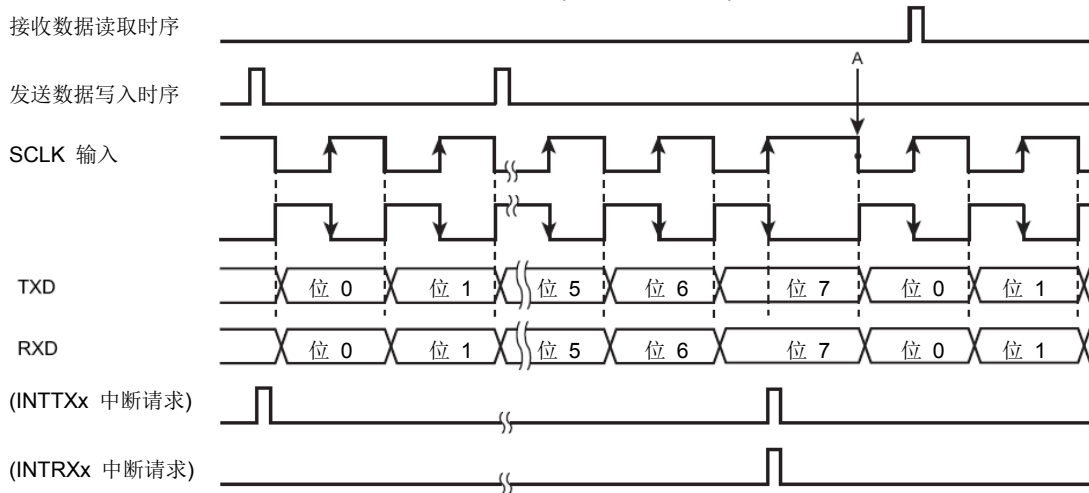 接收数据读取时序
A
发送数据写入时序
SCLK 输入
TXD 位 0 位 1 位 5 位 6 位 7 位 0 位 1
RXD 位 0 位 1 位 5 位 6 位 7 位 0 位 1
(INTTXx 中断请求)
(INTRXx 中断请求)